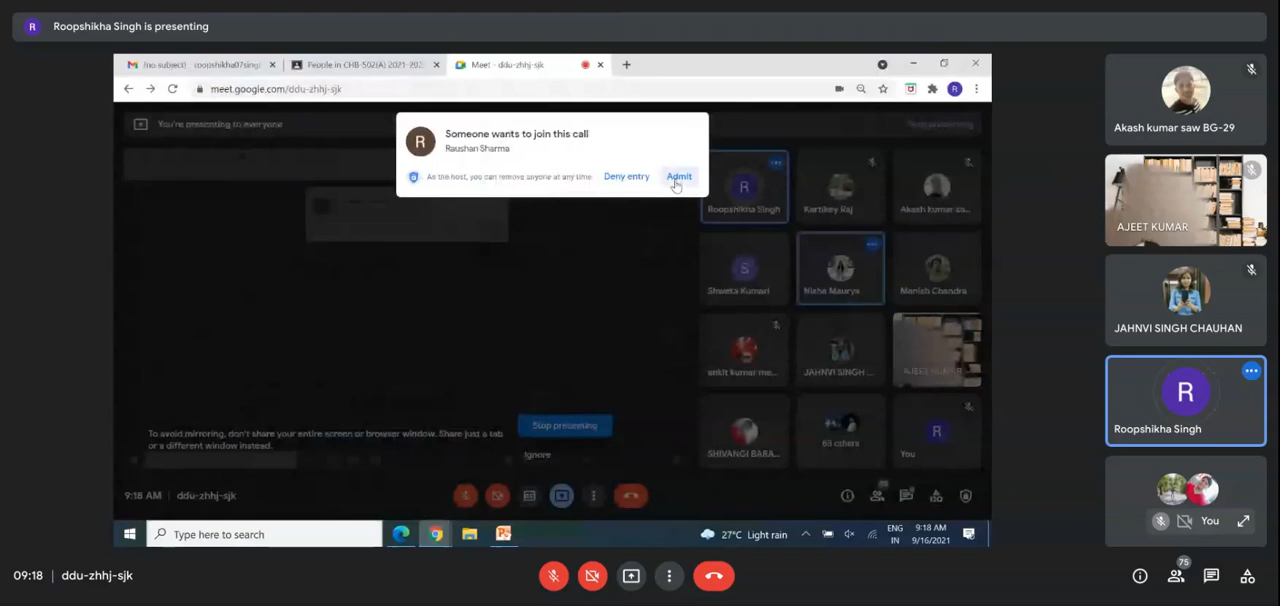 R Roopshikha Singh is presenting
(no subject) roopshikha07singh
People in CHB-502(A) 2021-202
Meet - ddu-zhhj-sjk
meet.google.com/ddu-zhhj-sjk
R
You're presenting to everyone
Someone wants to join this call
R
Raushan Sharma
As the host, you can remove anyone at any time
Deny entry
Admit
R
Roopshikha Singh
Kartikey Raj
Akash kumar sa...
S
Shweta Kumari
Nisha Maurya
Manish Chandra
ankit kumar me...
JAHNVI SINGH ...
AJEET KUMAR
SHIVANGI BARA...
63 others
R
You
To avoid mirroring, don't share your entire screen or browser window. Share just a tab
or a different window instead.
Stop presenting
Ignore
9:18 AM ddu-zhhj-sjk
Type here to search
27°C Light rain
ENG
IN
9:18 AM
9/16/2021
Akash kumar saw BG-29
AJEET KUMAR
JAHNVI SINGH CHAUHAN
R
Roopshikha Singh
You
09:18 | ddu-zhhj-sjk
75